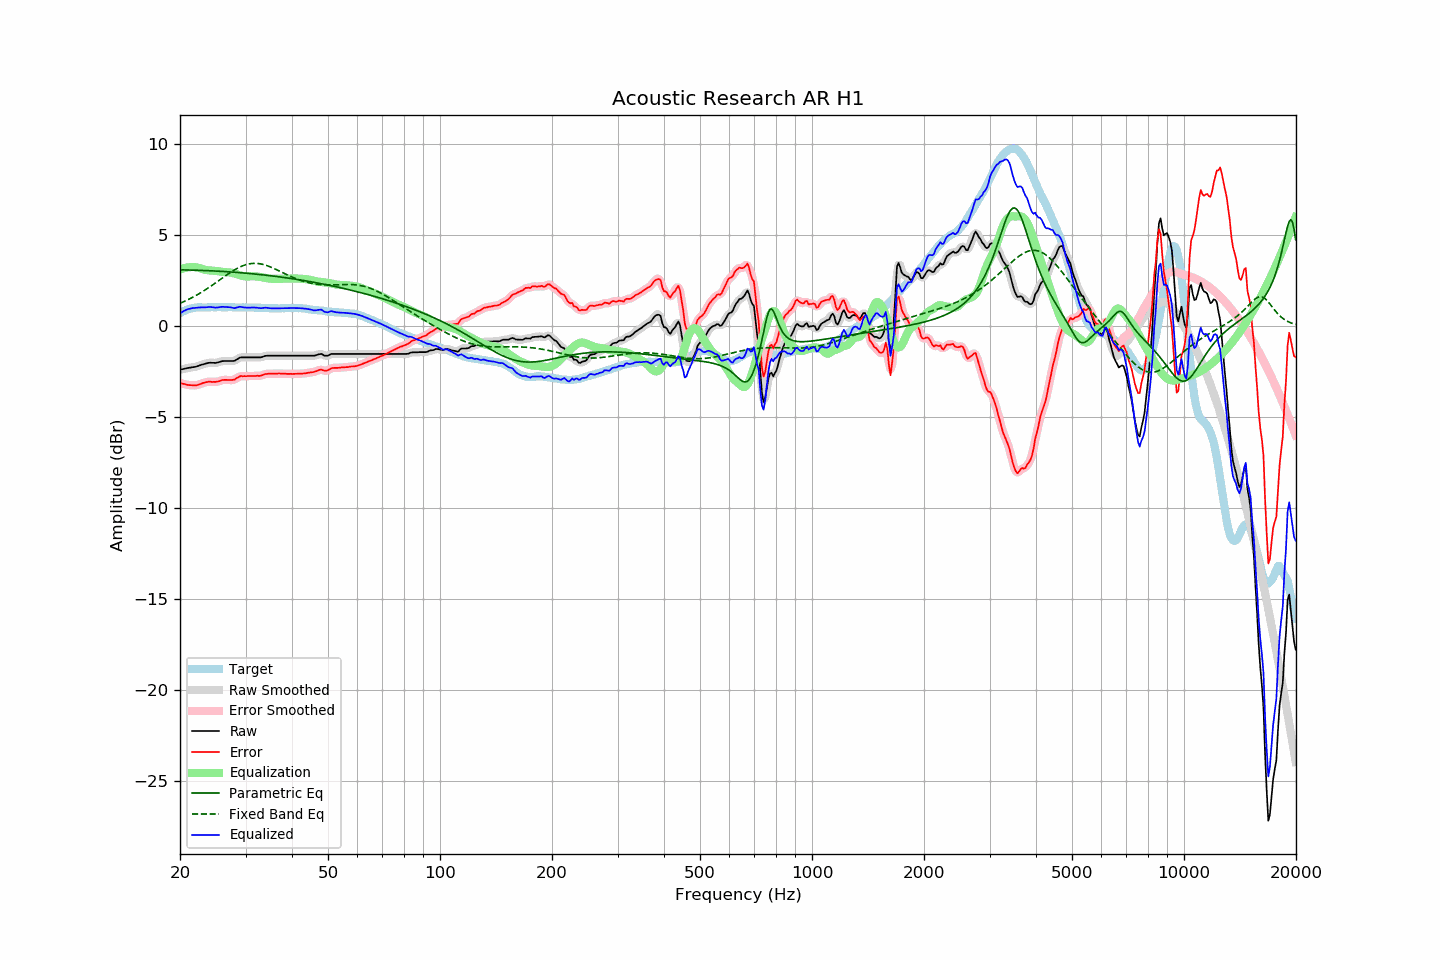 Acoustic Research AR H1
10
5
0
−5
−10
−15
−20
−25
Amplitude (dBr)
Target
Raw Smoothed
Error Smoothed
Raw
Error
Equalization
Parametric Eq
Fixed Band Eq
Equalized
20 50 100 200 500 1000 2000 5000 10000 20000
Frequency (Hz)